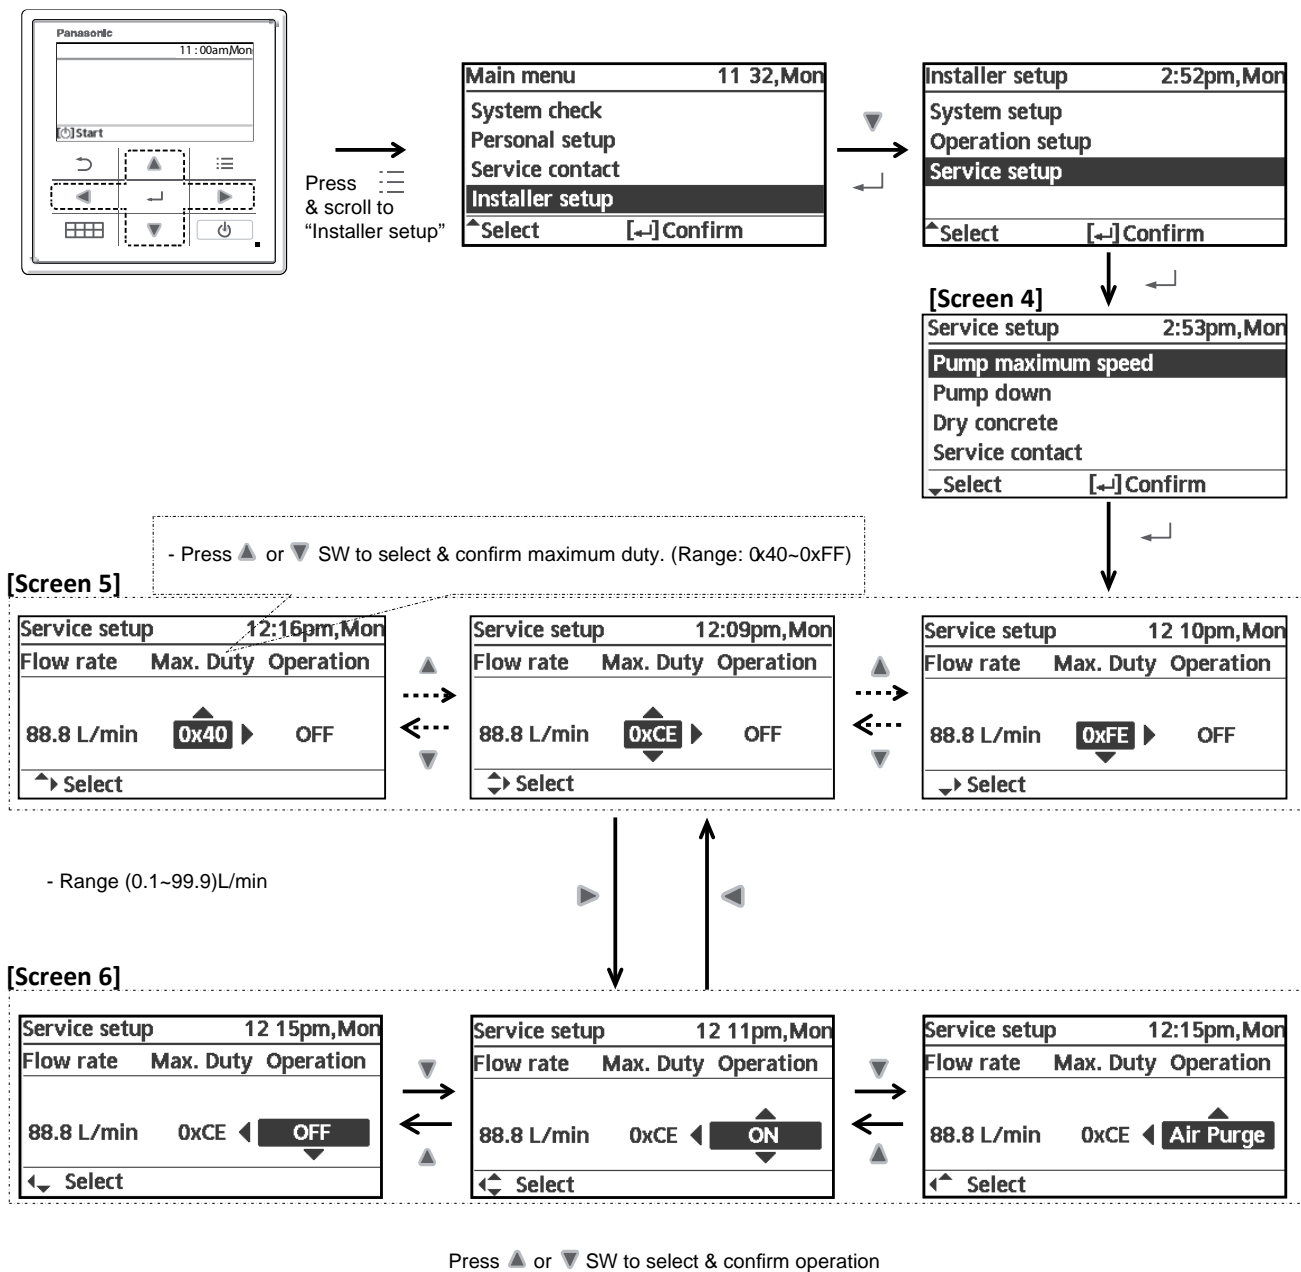 Panasonic
11 : 00am,Mon
[⏻]Start
Press
& scroll to
“Installer setup”
Main menu 11 32,Mon
System check
Personal setup
Service contact
Installer setup
Select [↵]Confirm
Installer setup 2:52pm,Mon
System setup
Operation setup
Service setup
Select [↵]Confirm
[Screen 4]
Service setup 2:53pm,Mon
Pump maximum speed
Pump down
Dry concrete
Service contact
Select [↵]Confirm
- Press ▲ or ▼ SW to select & confirm maximum duty. (Range: 0x40~0xFF)
[Screen 5]
Service setup 12:16pm,Mon
Flow rate Max. Duty Operation
88.8 L/min 0x40 OFF
Select
Service setup 12:09pm,Mon
Flow rate Max. Duty Operation
88.8 L/min 0xCE OFF
Select
Service setup 12 10pm,Mon
Flow rate Max. Duty Operation
88.8 L/min 0xFE OFF
Select
- Range (0.1~99.9)L/min
[Screen 6]
Service setup 12 15pm,Mon
Flow rate Max. Duty Operation
88.8 L/min 0xCE OFF
Select
Service setup 12 11pm,Mon
Flow rate Max. Duty Operation
88.8 L/min 0xCE ON
Select
Service setup 12:15pm,Mon
Flow rate Max. Duty Operation
88.8 L/min 0xCE Air Purge
Select
Press ▲ or ▼ SW to select & confirm operation